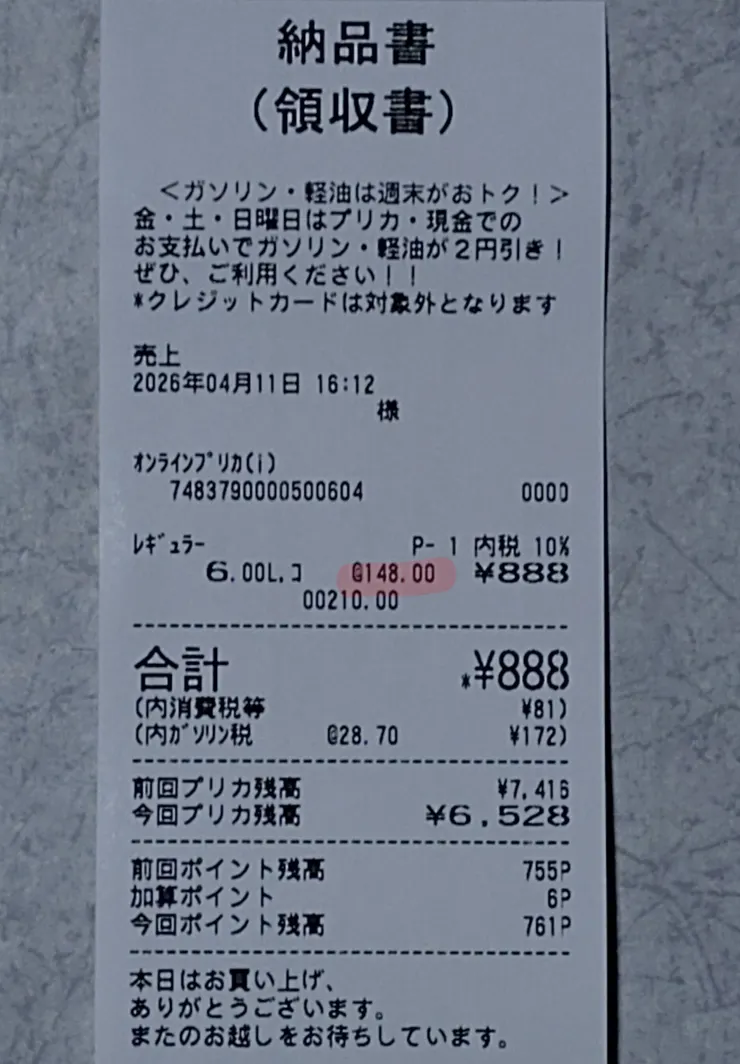 納品書
(領収書)
<ガソリン・軽油は週末がおトク！>
金・土・日曜日はプリカ・現金での
お支払いでガソリン・軽油が２円引き！
ぜひ、ご利用ください！！
*クレジットカードは対象外となります
売上
2026年04月11日 16:12
様
ｵﾝﾗｲﾝﾌﾟﾘｶ(i)
7483790000500604 0000
ﾚｷﾞｭﾗｰ P- 1 内税 10%
6.00L.ｺ @148.00 ¥888
00210.00
合計 *¥888
(内消費税等 ¥81)
(内ｶﾞｿﾘﾝ税 @28.70 ¥172)
前回プリカ残高 ¥7,416
今回プリカ残高 ¥6,528
前回ポイント残高 755P
加算ポイント 6P
今回ポイント残高 761P
本日はお買い上げ、
ありがとうございます。
またのお越しをお待ちしています。